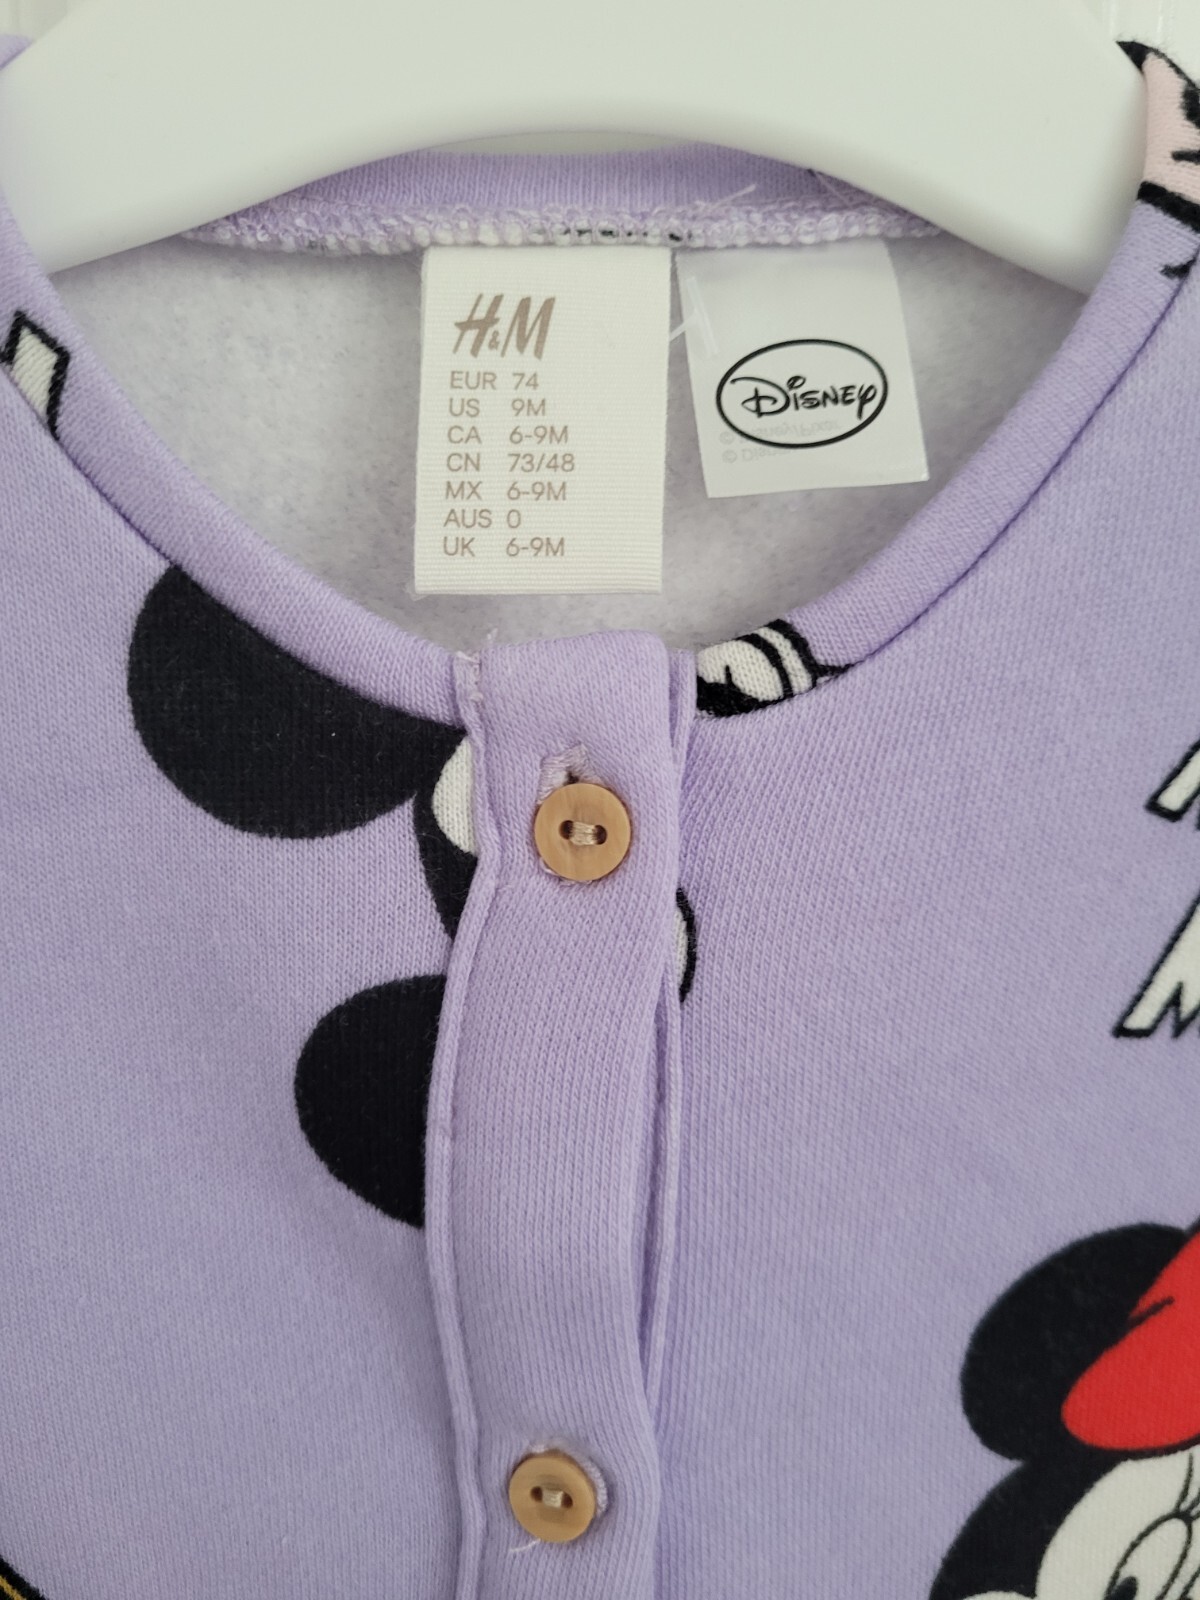 H&M
EUR 74
US 9M
CA 6-9M
CN 73/48
MX 6-9M
AUS 0
UK 6-9M
Disney